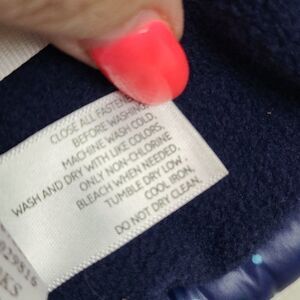 CLOSE ALL
BEFORE WASHING.
MACHINE WASH COLD.
WASH AND DRY WITH LIKE COLORS.
ONLY NON-CHLORINE
BLEACH WHEN NEEDED.
TUMBLE DRY LOW.
COOL IRON.
DO NOT DRY CLEAN.